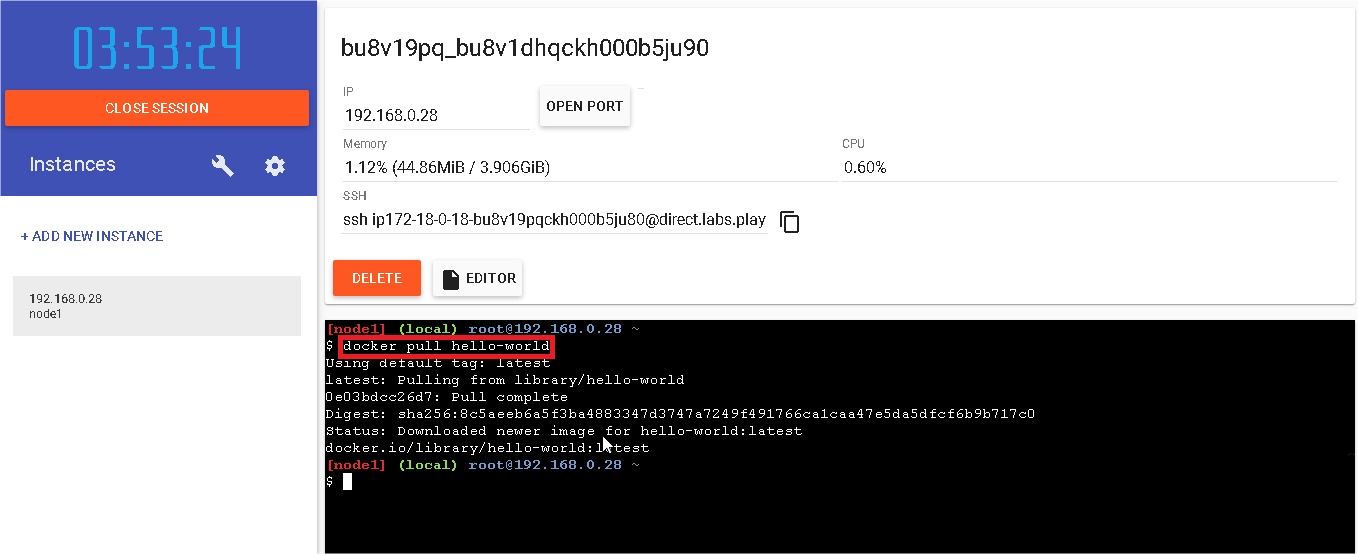 03:53:24
CLOSE SESSION
Instances
+ ADD NEW INSTANCE
192.168.0.28
node1
bu8v19pq_bu8v1dhqckh000b5ju90
IP
192.168.0.28
OPEN PORT
Memory
1.12% (44.86MiB / 3.906GiB)
CPU
0.60%
SSH
ssh ip172-18-0-18-bu8v19pqckh000b5ju80@direct.labs.play
DELETE
EDITOR
[node1] (local) root@192.168.0.28 ~
$ docker pull hello-world
Using default tag: latest
latest: Pulling from library/hello-world
0e03bdcc26d7: Pull complete
Digest: sha256:8c5aeeb6a5f3ba4883347d3747a7249f491766ca1caa47e5da5dfcf6b9b717c0
Status: Downloaded newer image for hello-world:latest
docker.io/library/hello-world:latest
[node1] (local) root@192.168.0.28 ~
$